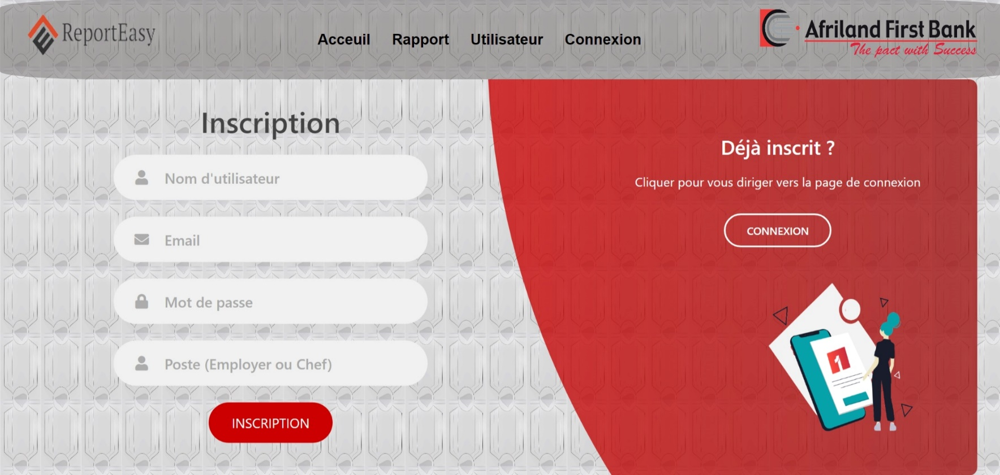 ReportEasy
Acceuil Rapport Utilisateur Connexion
Afriland First Bank
The pact with Success
Inscription
Nom d'utilisateur
Email
Mot de passe
Poste (Employer ou Chef)
INSCRIPTION
Déjà inscrit ?
Cliquer pour vous diriger vers la page de connexion
CONNEXION
1